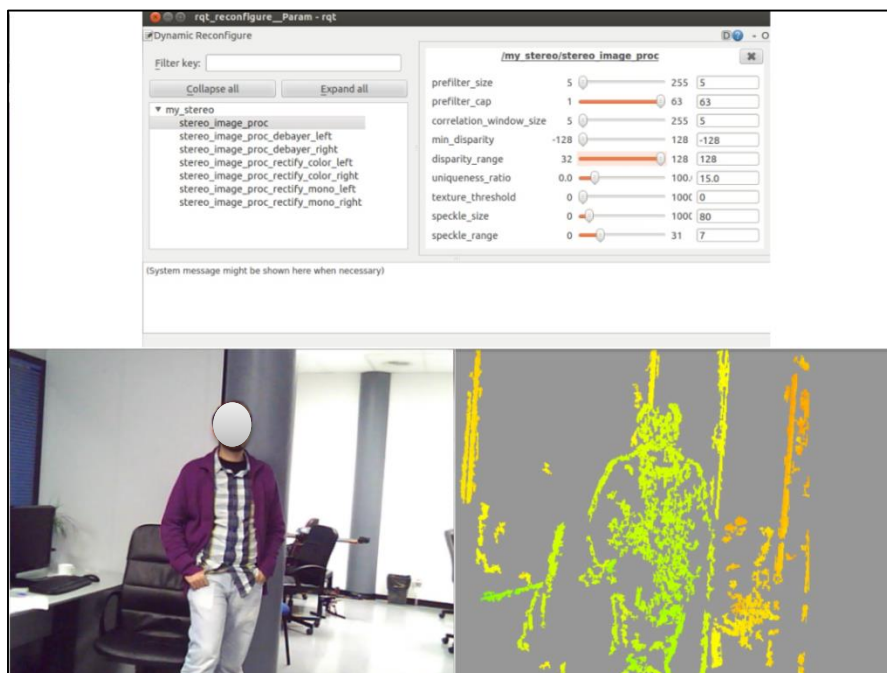 rqt_reconfigure__Param - rqt
Dynamic Reconfigure
D - O
Filter key:
Collapse all Expand all
my_stereo
stereo_image_proc
stereo_image_proc_debayer_left
stereo_image_proc_debayer_right
stereo_image_proc_rectify_color_left
stereo_image_proc_rectify_color_right
stereo_image_proc_rectify_mono_left
stereo_image_proc_rectify_mono_right
/my_stereo/stereo_image_proc
prefilter_size 5 255 5
prefilter_cap 1 63 63
correlation_window_size 5 255 5
min_disparity -128 128 -128
disparity_range 32 128 128
uniqueness_ratio 0.0 100. 15.0
texture_threshold 0 1000 0
speckle_size 0 1000 80
speckle_range 0 31 7
(System message might be shown here when necessary)